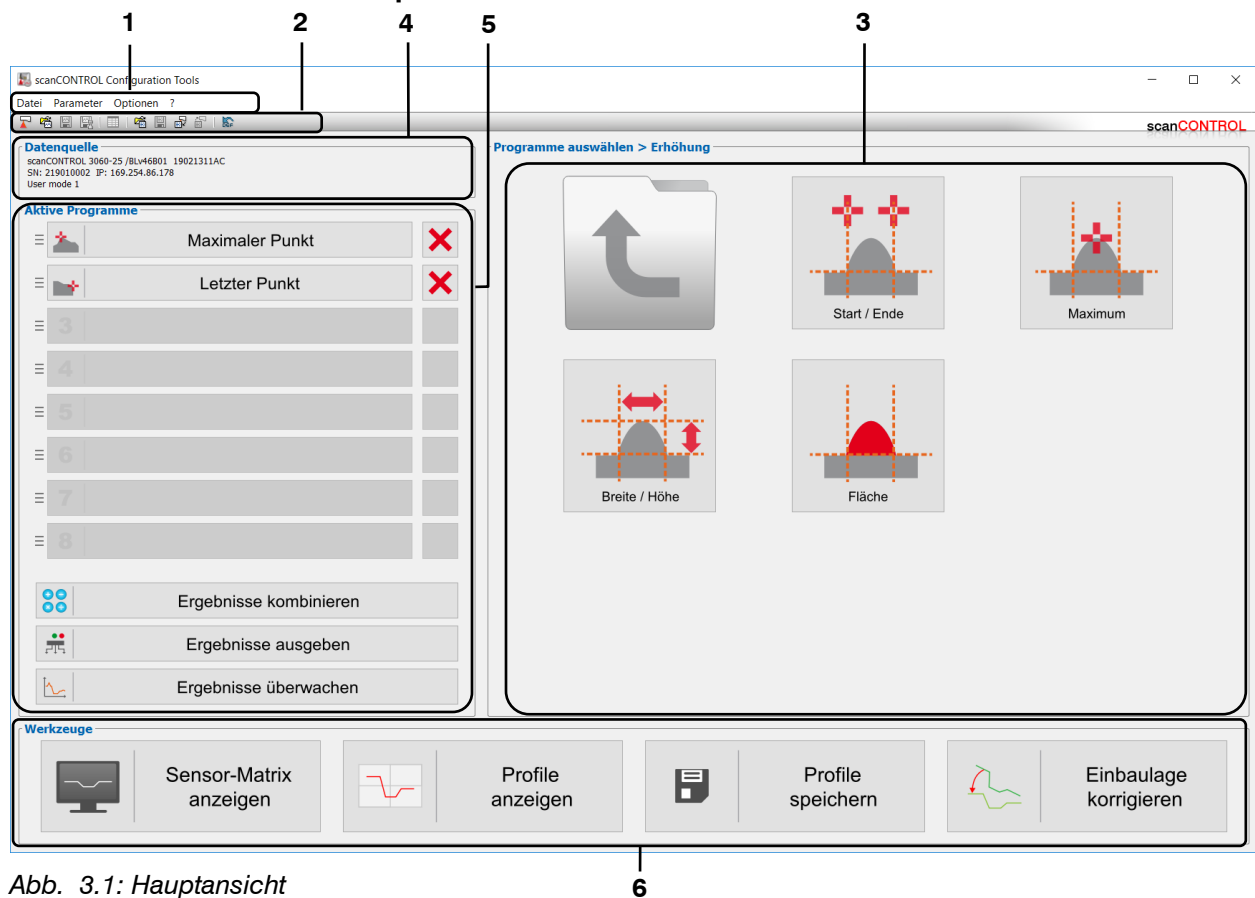 1 2 4 5 3
scanCONTROL Configuration Tools
Datei Parameter Optionen ?
scanCONTROL
Datenquelle
scanCONTROL 3060-25 /BLv46B01 19021311AC
SN: 219010002 IP: 169.254.86.178
User mode 1
Aktive Programme
Maximaler Punkt
Letzter Punkt
3
4
5
6
7
8
Ergebnisse kombinieren
Ergebnisse ausgeben
Ergebnisse überwachen
Programme auswählen > Erhöhung
Start / Ende
Maximum
Breite / Höhe
Fläche
Werkzeuge
Sensor-Matrix
anzeigen
Profile
anzeigen
Profile
speichern
Einbaulage
korrigieren
Abb. 3.1: Hauptansicht
6